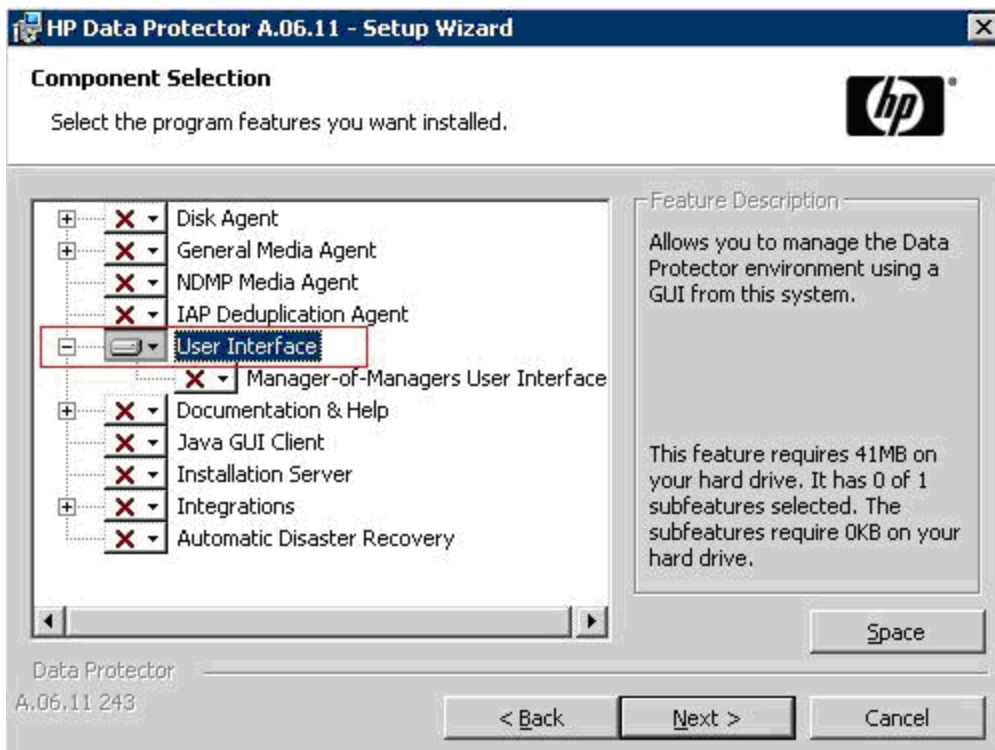 HP Data Protector A.06.11 - Setup Wizard
Component Selection
Select the program features you want installed.
hp
Disk Agent
General Media Agent
NDMP Media Agent
IAP Deduplication Agent
User Interface
Manager-of-Managers User Interface
Documentation & Help
Java GUI Client
Installation Server
Integrations
Automatic Disaster Recovery
Feature Description
Allows you to manage the Data
Protector environment using a
GUI from this system.
This feature requires 41MB on
your hard drive. It has 0 of 1
subfeatures selected. The
subfeatures require 0KB on your
hard drive.
Space
Data Protector
A.06.11 243
< Back
Next >
Cancel